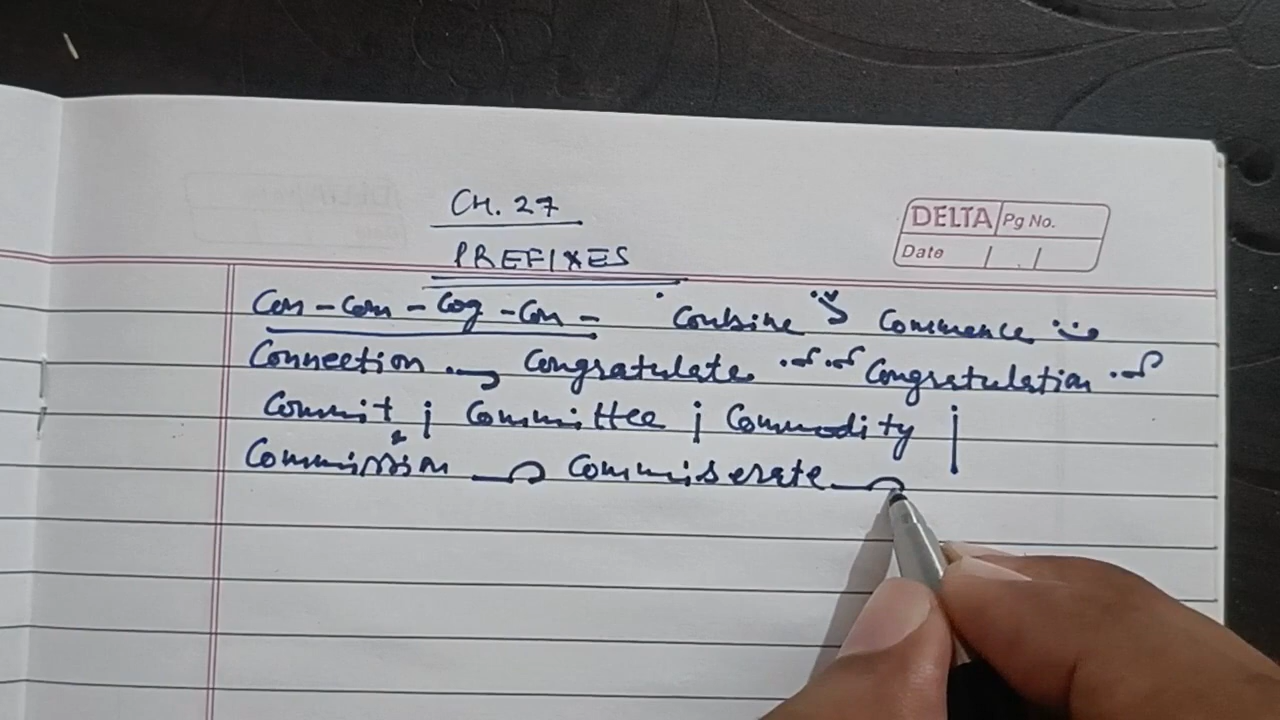 CH. 27
PREFIXES
DELTA Pg No.
Date / /
Con - Com - Cog - Con - Combine Commence
Connection Congratulate Congratulation
Commit Committee Commodity
Commission Commiserate